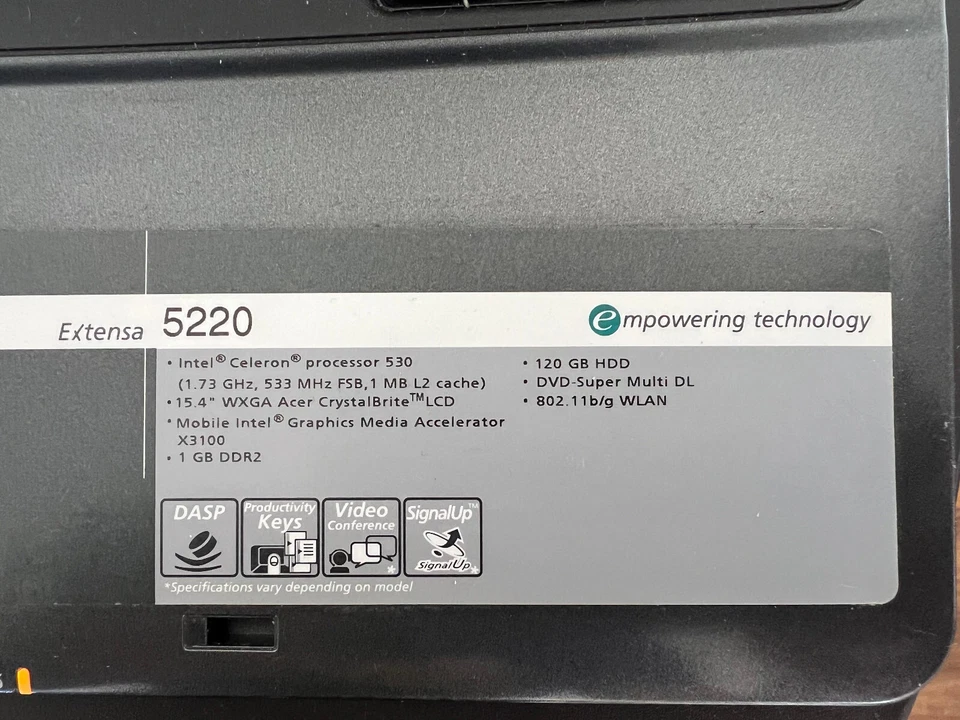 Extensa 5220
empowering technology
• Intel® Celeron® processor 530
(1.73 GHz, 533 MHz FSB,1 MB L2 cache)
• 15.4" WXGA Acer CrystalBrite™ LCD
• Mobile Intel® Graphics Media Accelerator
X3100
• 1 GB DDR2
• 120 GB HDD
• DVD-Super Multi DL
• 802.11b/g WLAN
DASP
Productivity
Keys
Video
Conference
*
SignalUp™
SignalUp
*Specifications vary depending on model